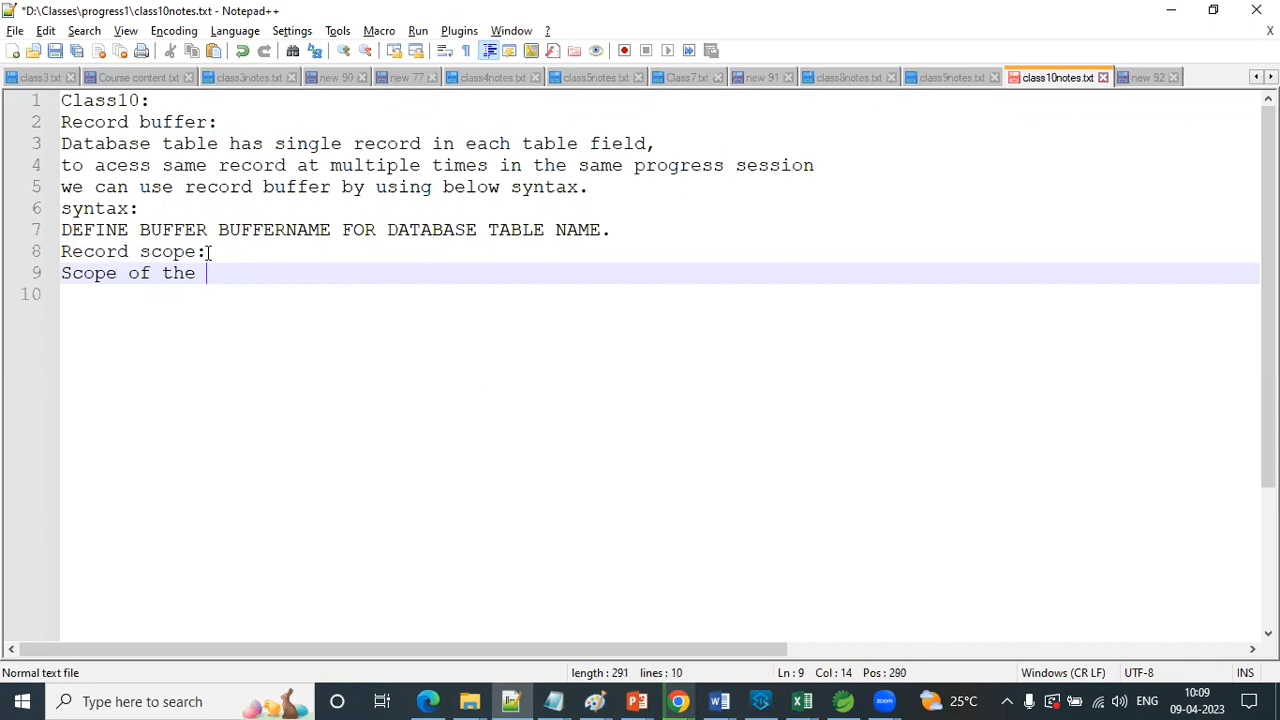 *D:\Classes\progress1\class10notes.txt - Notepad++
File Edit Search View Encoding Language Settings Tools Macro Run Plugins Window ? X
class3.txt Course content.txt class3notes.txt new 90 new 77 class4notes.txt class5notes.txt Class7.txt new 91 class8notes.txt class9notes.txt class10notes.txt new 92
1 Class10:
2 Record buffer:
3 Database table has single record in each table field,
4 to acess same record at multiple times in the same progress session
5 we can use record buffer by using below syntax.
6 syntax:
7 DEFINE BUFFER BUFFERNAME FOR DATABASE TABLE NAME.
8 Record scope:
9 Scope of the
10
Normal text file length : 291 lines : 10 Ln : 9 Col : 14 Pos : 290 Windows (CR LF) UTF-8 INS
Type here to search 25°C ENG 10:09
09-04-2023